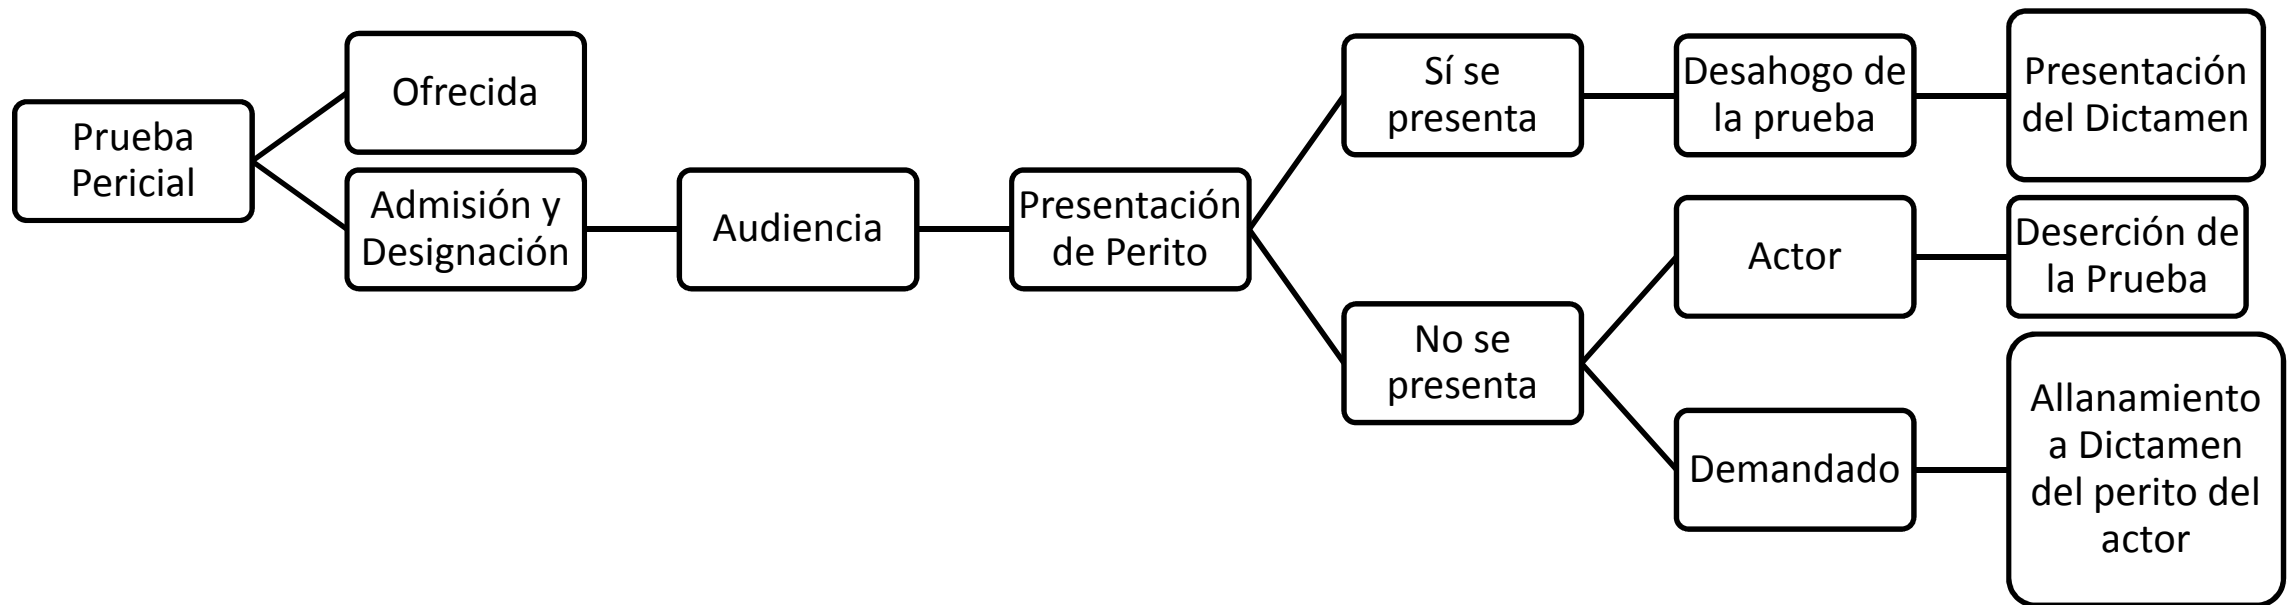 Prueba
Pericial
Ofrecida
Admisión y
Designación
Audiencia
Presentación
de Perito
Sí se
presenta
Desahogo de
la prueba
Presentación
del Dictamen
No se
presenta
Actor
Deserción de
la Prueba
Demandado
Allanamiento
a Dictamen
del perito del
actor